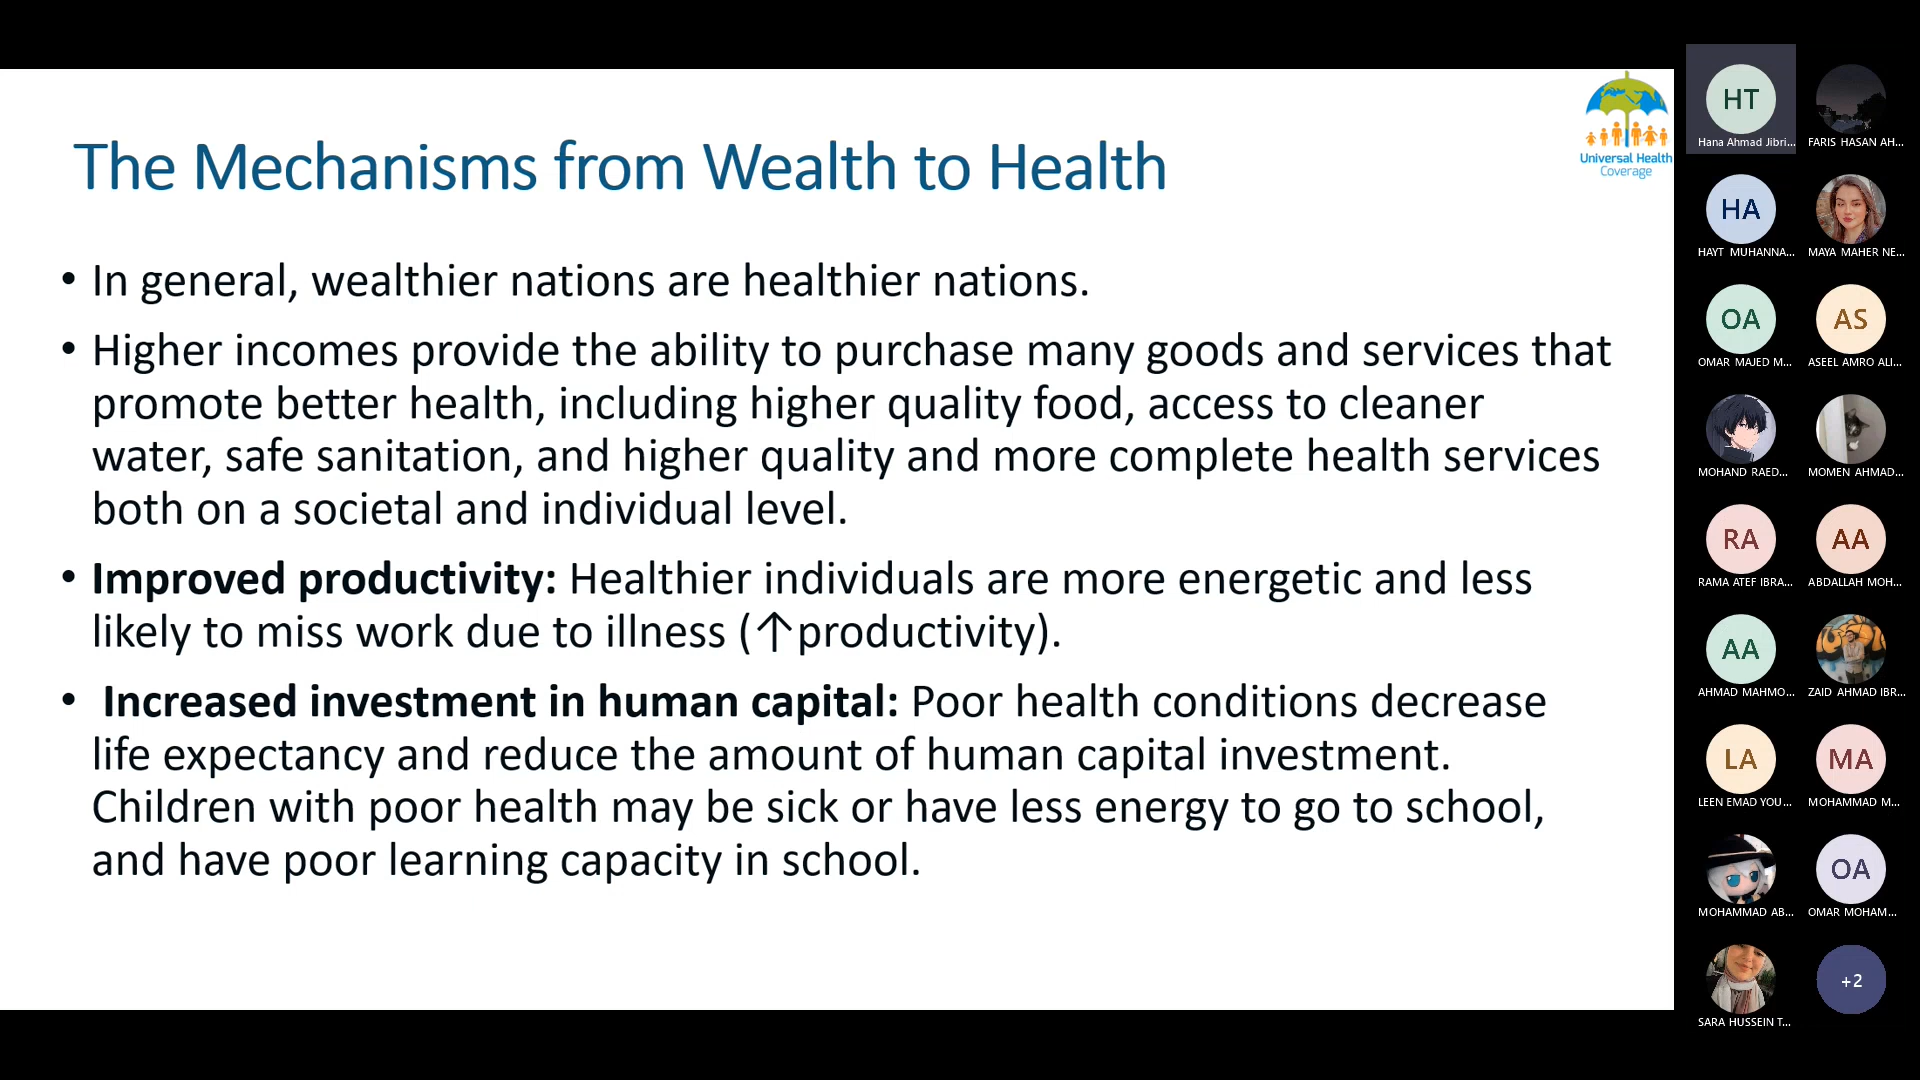 The Mechanisms from Wealth to Health
Universal Health
Coverage
• In general, wealthier nations are healthier nations.
• Higher incomes provide the ability to purchase many goods and services that
promote better health, including higher quality food, access to cleaner
water, safe sanitation, and higher quality and more complete health services
both on a societal and individual level.
• Improved productivity: Healthier individuals are more energetic and less
likely to miss work due to illness (↑productivity).
• Increased investment in human capital: Poor health conditions decrease
life expectancy and reduce the amount of human capital investment.
Children with poor health may be sick or have less energy to go to school,
and have poor learning capacity in school.
HT
Hana Ahmad Jibri...
FARIS HASAN AH...
HA
HAYT MUHANNA...
MAYA MAHER NE...
OA
OMAR MAJED M...
AS
ASEEL AMRO ALI...
MOHAND RAED...
MOMEN AHMAD...
RA
RAMA ATEF IBRA...
AA
ABDALLAH MOH...
AA
AHMAD MAHMO...
ZAID AHMAD IBR...
LA
LEEN EMAD YOU...
MA
MOHAMMAD M...
MOHAMMAD AB...
OA
OMAR MOHAM...
SARA HUSSEIN T...
+2